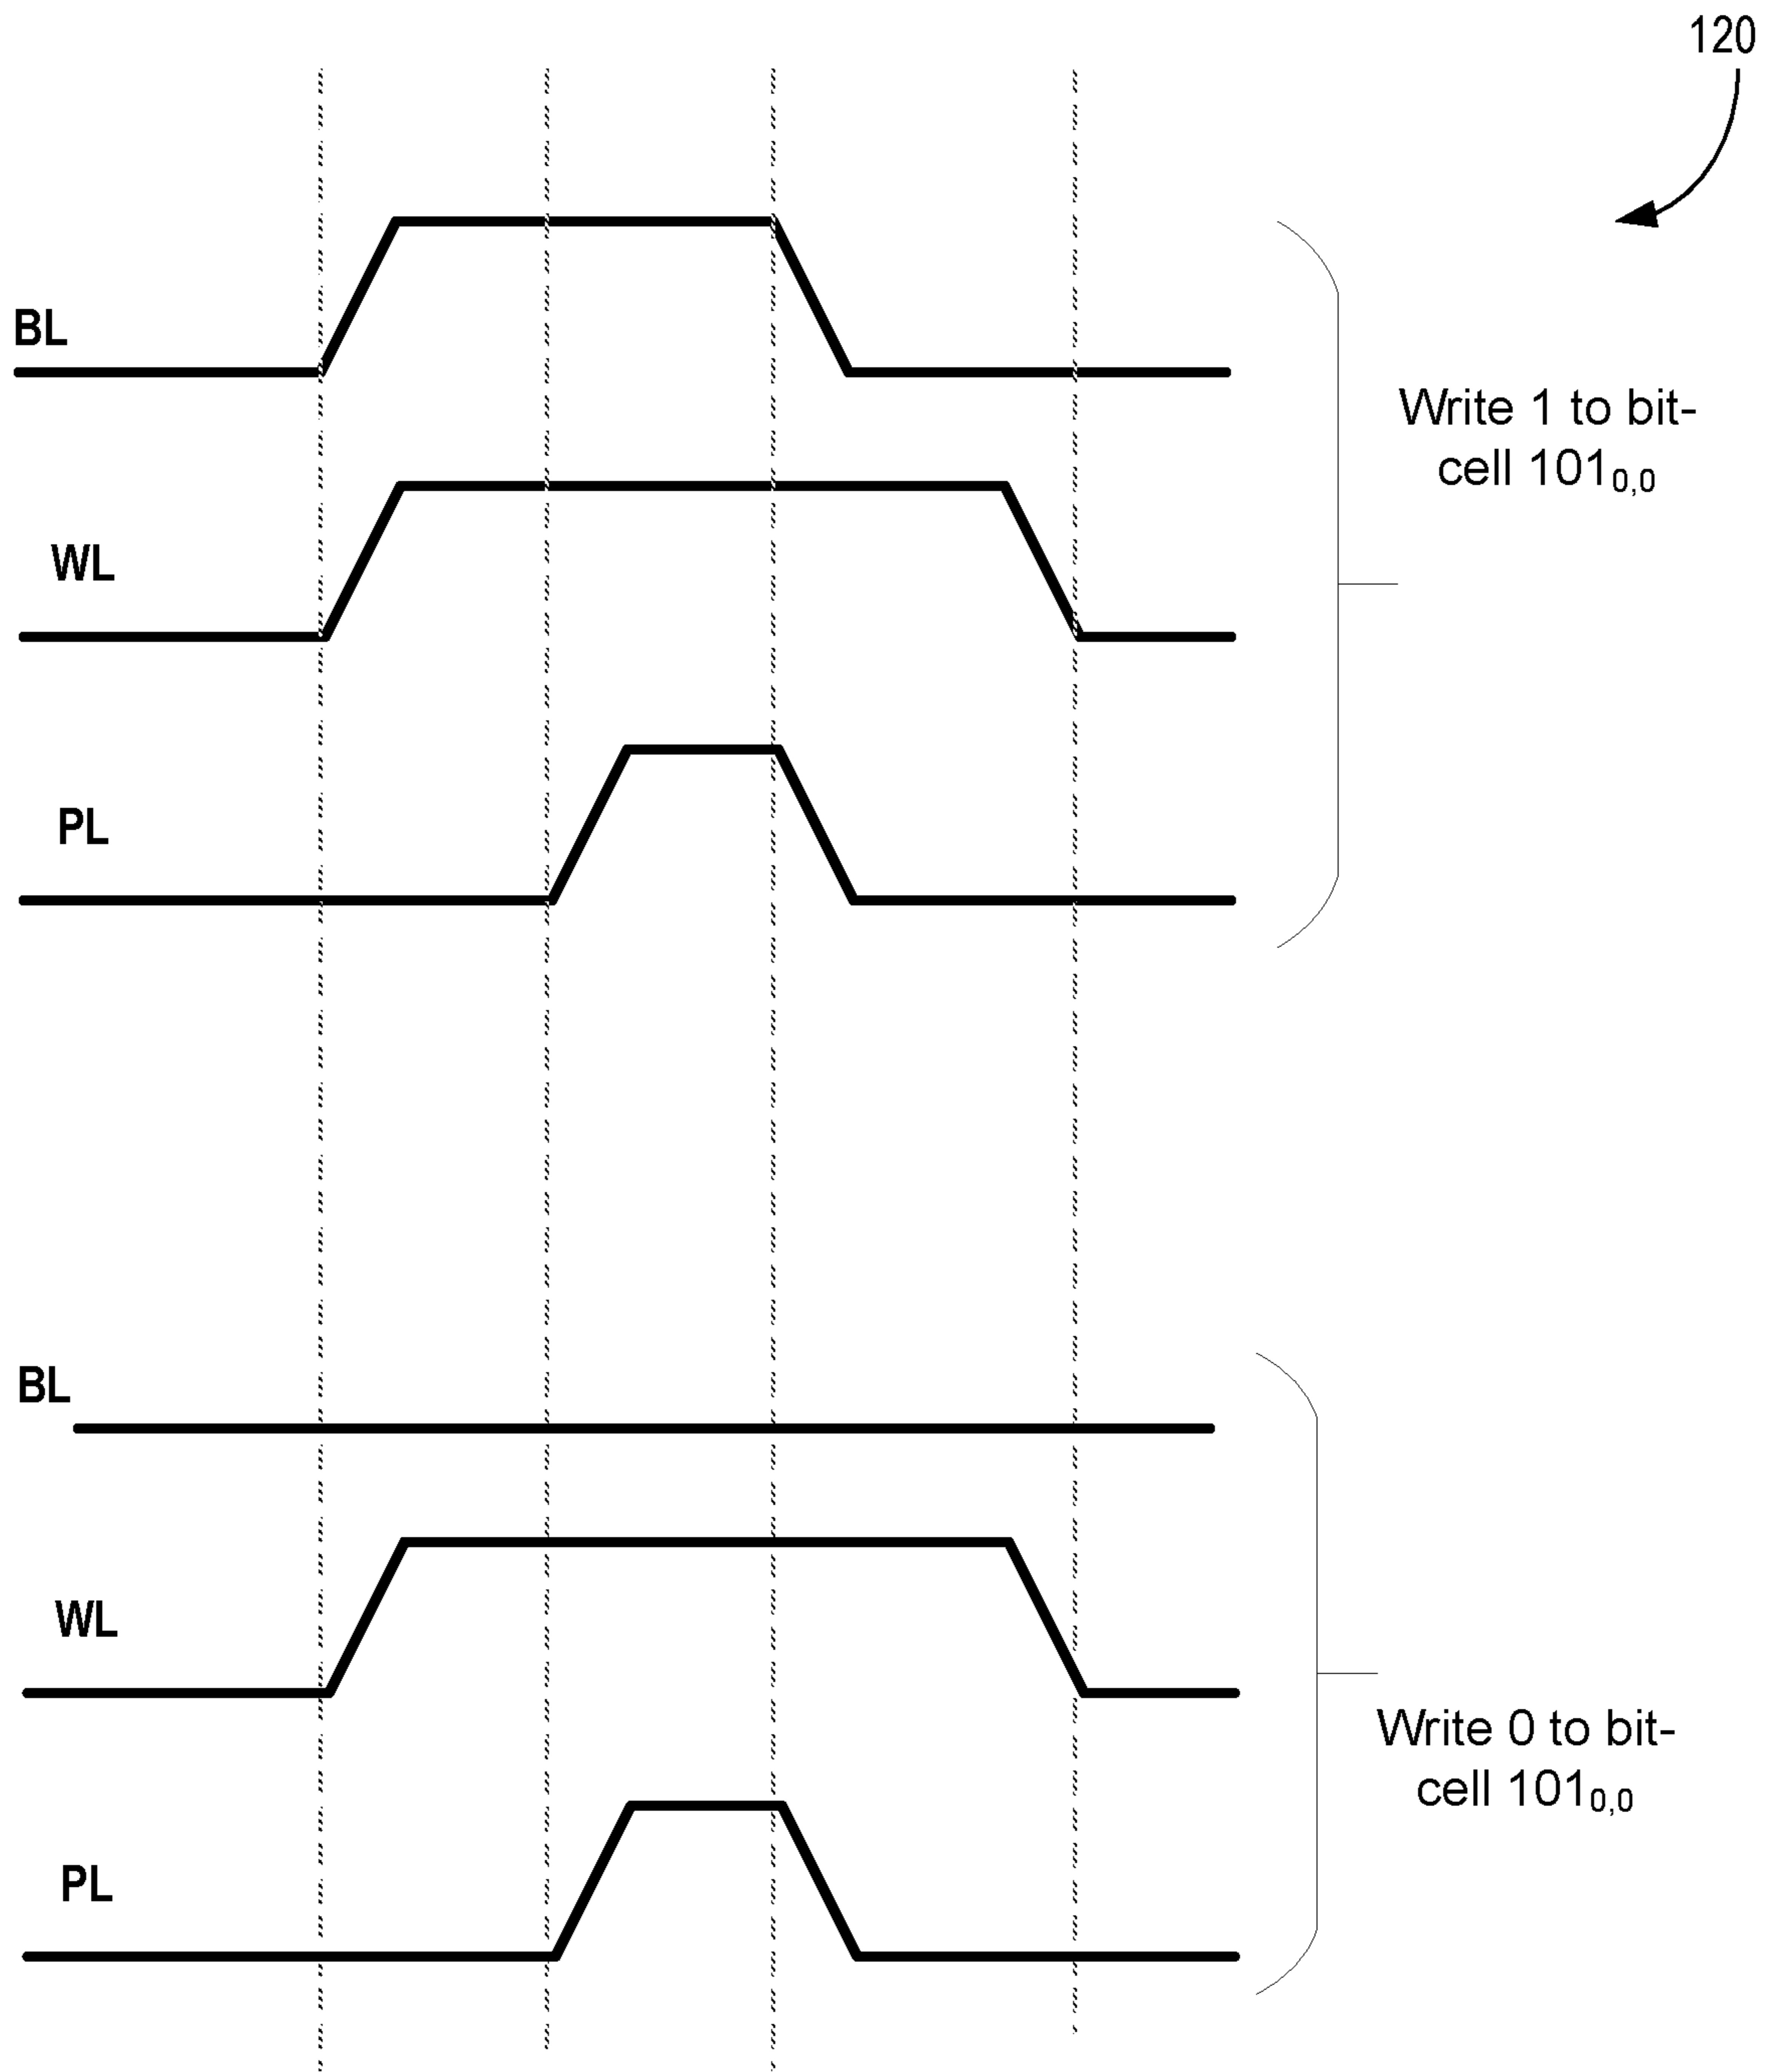 120
BL
Write 1 to bit-
cell 101₀,₀
WL
PL
BL
WL
Write 0 to bit-
cell 101₀,₀
PL